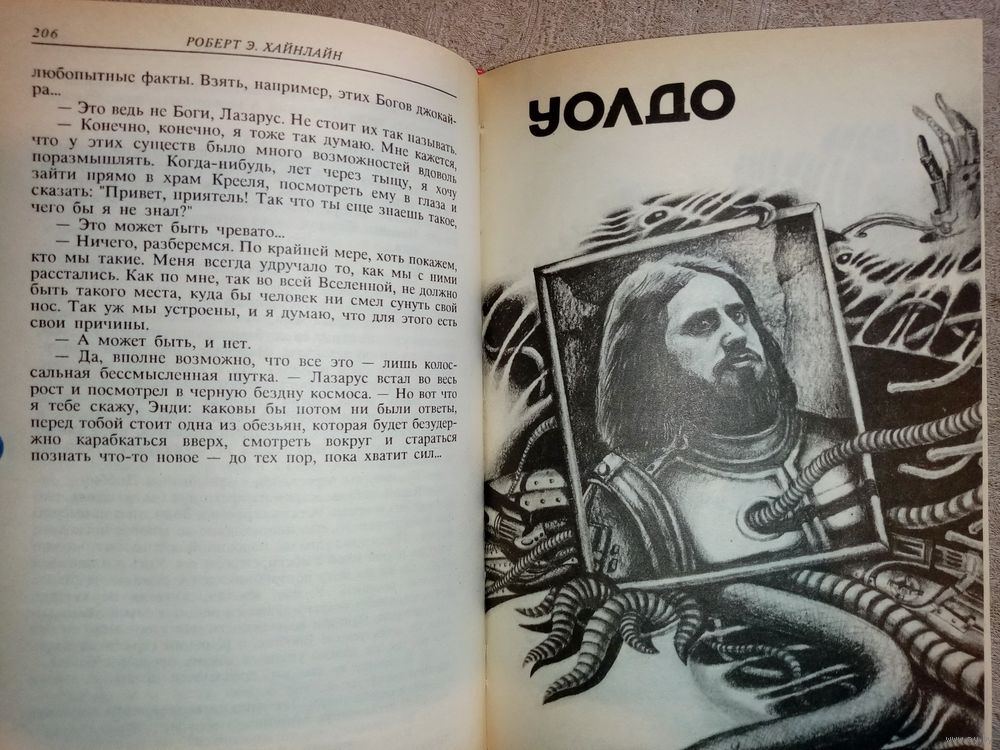 206
РОБЕРТ Э. ХАЙНЛАЙН
любопытные факты. Взять, например, этих Богов джокай-
ра...
— Это ведь не Боги, Лазарус. Не стоит их так называть.
— Конечно, конечно, я тоже так думаю. Мне кажется,
что у этих существ было много возможностей вдоволь
поразмышлять. Когда-нибудь, лет через тыщу, я хочу
зайти прямо в храм Крееля, посмотреть ему в глаза и
сказать: "Привет, приятель! Так что ты еще знаешь такое,
чего бы я не знал?"
— Это может быть чревато...
— Ничего, разберемся. По крайней мере, хоть покажем,
кто мы такие. Меня всегда удручало то, как мы с ними
расстались. Как по мне, так во всей Вселенной, не должно
быть такого места, куда бы человек ни смел сунуть свой
нос. Так уж мы устроены, и я думаю, что для этого есть
свои причины.
— А может быть, и нет.
— Да, вполне возможно, что все это — лишь колос-
сальная бессмысленная шутка. — Лазарус встал во весь
рост и посмотрел в черную бездну космоса. — Но вот что
я тебе скажу, Энди: каковы бы потом ни были ответы,
перед тобой стоит одна из обезьян, которая будет безудер-
жно карабкаться вверх, смотреть вокруг и стараться
познать что-то новое — до тех пор, пока хватит сил...
УОЛДО